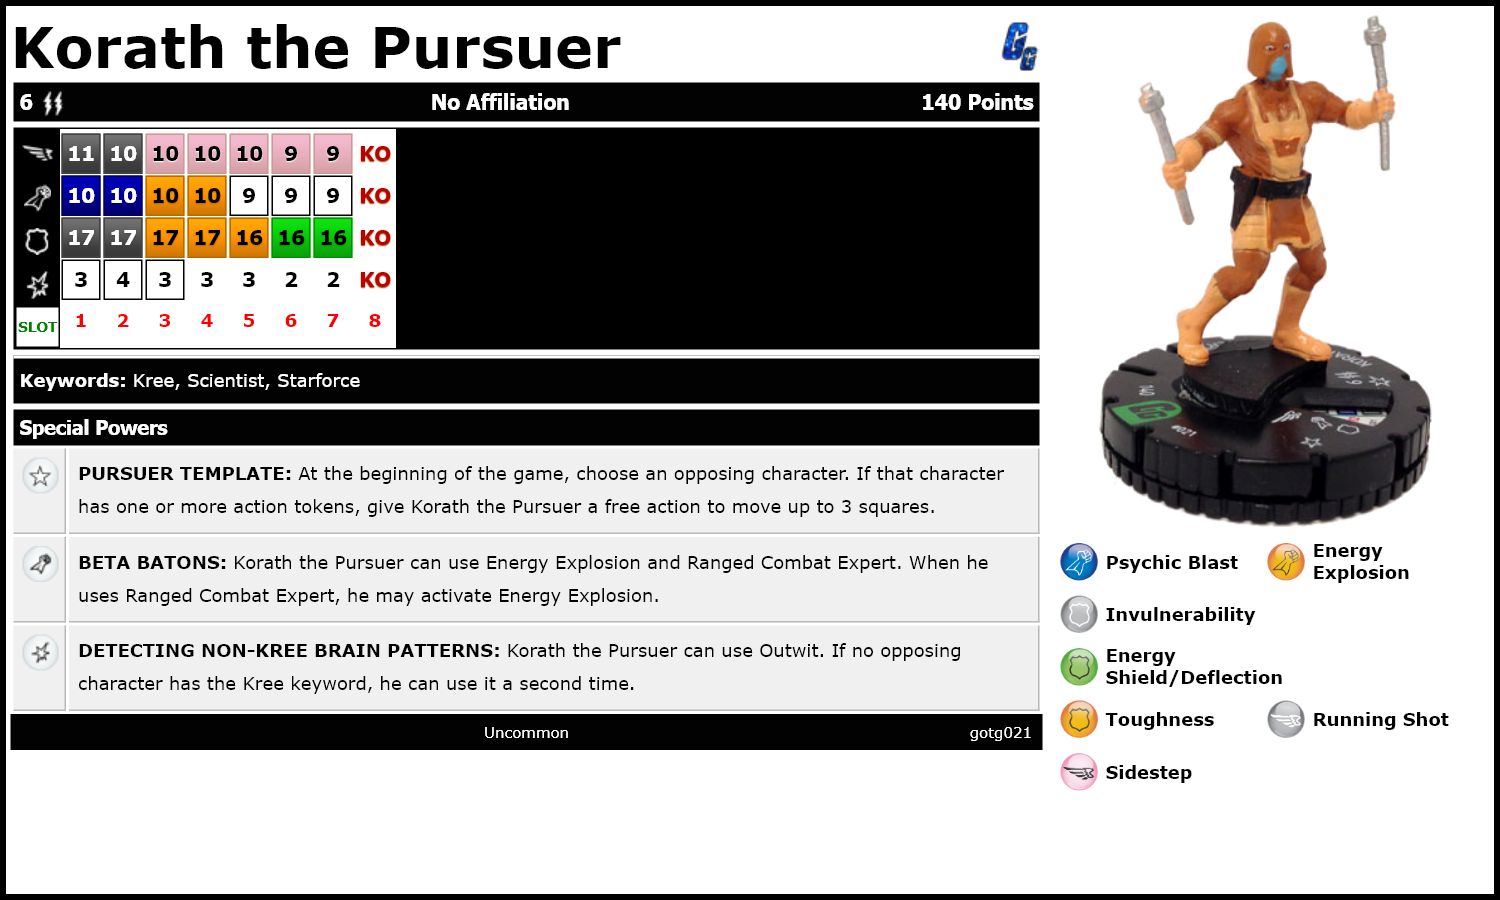 Korath the Pursuer
GG
6 No Affiliation 140 Points
11 10 10 10 10 9 9 KO
10 10 10 10 9 9 9 KO
17 17 17 17 16 16 16 KO
3 4 3 3 3 2 2 KO
SLOT 1 2 3 4 5 6 7 8
Keywords: Kree, Scientist, Starforce
Special Powers
PURSUER TEMPLATE: At the beginning of the game, choose an opposing character. If that character
has one or more action tokens, give Korath the Pursuer a free action to move up to 3 squares.
BETA BATONS: Korath the Pursuer can use Energy Explosion and Ranged Combat Expert. When he
uses Ranged Combat Expert, he may activate Energy Explosion.
DETECTING NON-KREE BRAIN PATTERNS: Korath the Pursuer can use Outwit. If no opposing
character has the Kree keyword, he can use it a second time.
Uncommon gotg021
140
#021
Psychic Blast
Energy
Explosion
Invulnerability
Energy
Shield/Deflection
Toughness
Running Shot
Sidestep